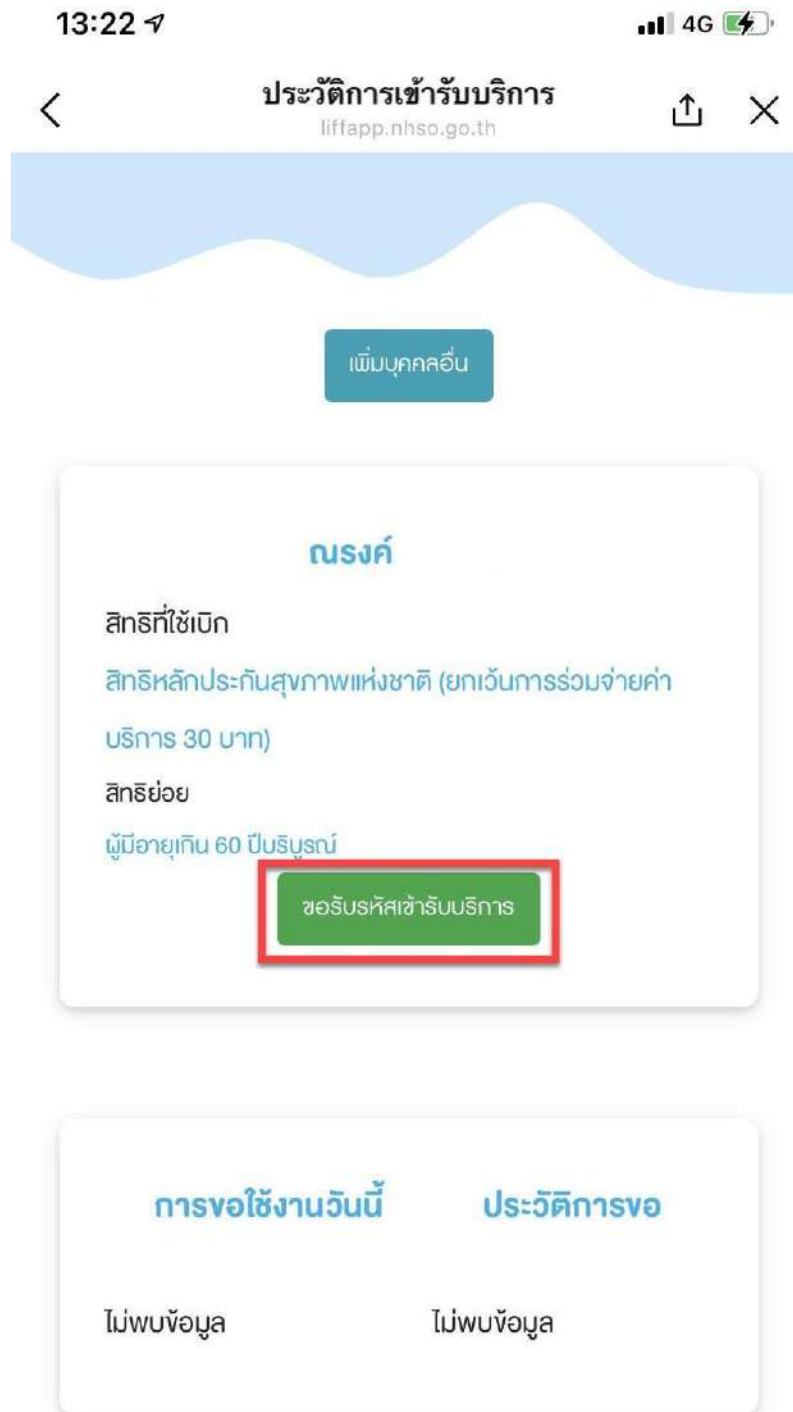 13:22
4G
ประวัติการเข้ารับบริการ
liffapp.nhso.go.th
เพิ่มบุคคลอื่น
ณรงค์
สิทธิที่ใช้เบิก
สิทธิหลักประกันสุขภาพแห่งชาติ (ยกเว้นการร่วมจ่ายค่า
บริการ 30 บาท)
สิทธิย่อย
ผู้มีอายุเกิน 60 ปีบริบูรณ์
ขอรับรหัสเข้ารับบริการ
การขอใช้งานวันนี้
ประวัติการขอ
ไม่พบข้อมูล
ไม่พบข้อมูล